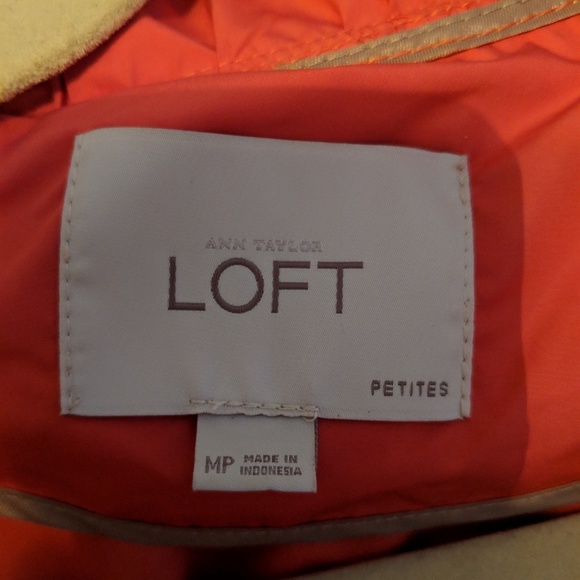 ANN TAYLOR
LOFT
PETITES
MP MADE IN
INDONESIA